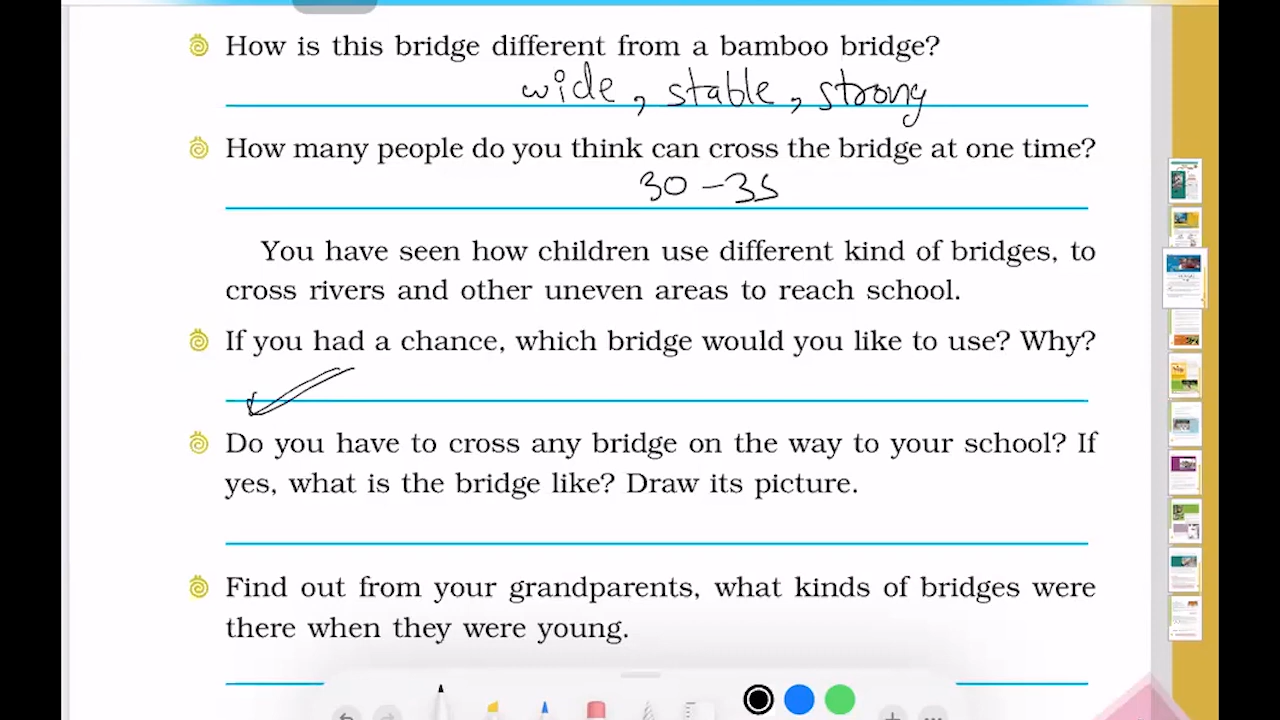 How is this bridge different from a bamboo bridge?
wide, stable, strong
How many people do you think can cross the bridge at one time?
30-35
You have seen how children use different kind of bridges, to
cross rivers and other uneven areas to reach school.
If you had a chance, which bridge would you like to use? Why?
Do you have to cross any bridge on the way to your school? If
yes, what is the bridge like? Draw its picture.
Find out from your grandparents, what kinds of bridges were
there when they were young.